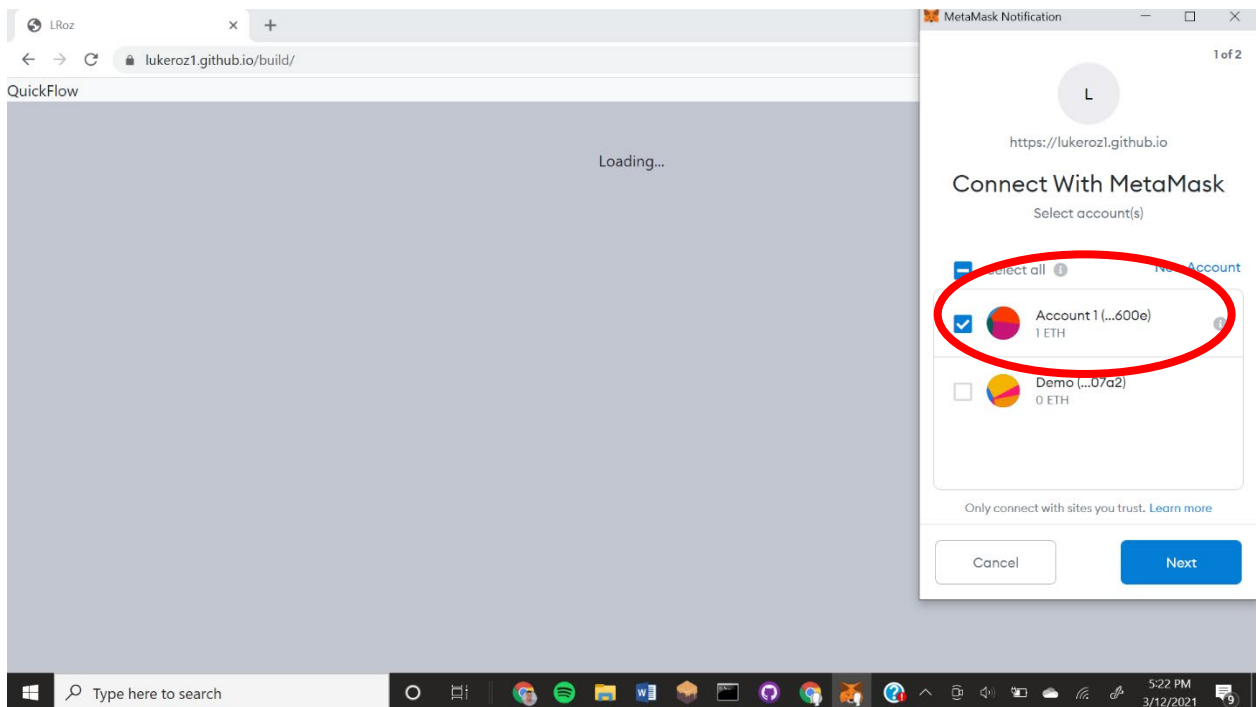 LRoz
lukeroz1.github.io/build/
QuickFlow
Loading...
MetaMask Notification
1 of 2
L
https://lukeroz1.github.io
Connect With MetaMask
Select account(s)
Select all
New Account
Account 1 (...600e)
1 ETH
Demo (...07a2)
0 ETH
Only connect with sites you trust. Learn more
Cancel
Next
Type here to search
5:22 PM
3/12/2021